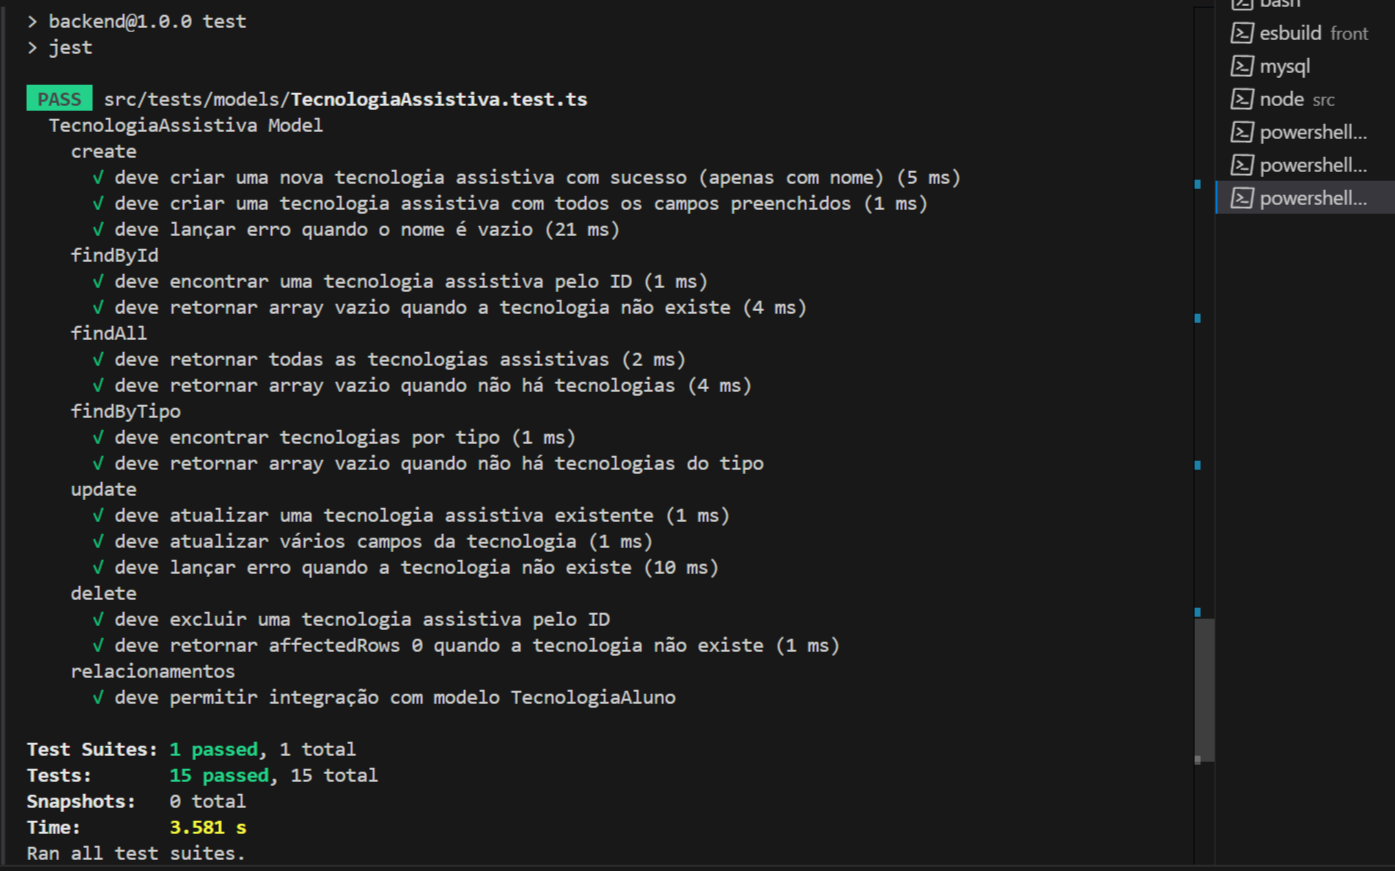 > backend@1.0.0 test
> jest
PASS src/tests/models/TecnologiaAssistiva.test.ts
TecnologiaAssistiva Model
create
√ deve criar uma nova tecnologia assistiva com sucesso (apenas com nome) (5 ms)
√ deve criar uma tecnologia assistiva com todos os campos preenchidos (1 ms)
√ deve lançar erro quando o nome é vazio (21 ms)
findById
√ deve encontrar uma tecnologia assistiva pelo ID (1 ms)
√ deve retornar array vazio quando a tecnologia não existe (4 ms)
findAll
√ deve retornar todas as tecnologias assistivas (2 ms)
√ deve retornar array vazio quando não há tecnologias (4 ms)
findByTipo
√ deve encontrar tecnologias por tipo (1 ms)
√ deve retornar array vazio quando não há tecnologias do tipo
update
√ deve atualizar uma tecnologia assistiva existente (1 ms)
√ deve atualizar vários campos da tecnologia (1 ms)
√ deve lançar erro quando a tecnologia não existe (10 ms)
delete
√ deve excluir uma tecnologia assistiva pelo ID
√ deve retornar affectedRows 0 quando a tecnologia não existe (1 ms)
relacionamentos
√ deve permitir integração com modelo TecnologiaAluno
Test Suites: 1 passed, 1 total
Tests: 15 passed, 15 total
Snapshots: 0 total
Time: 3.581 s
Ran all test suites.
bash
esbuild front
mysql
node src
powershell...
powershell...
powershell...